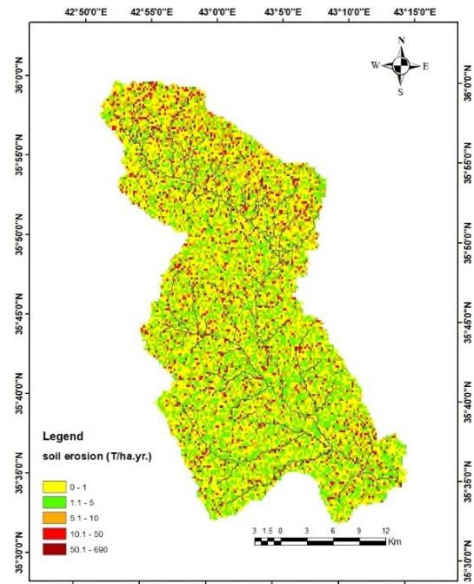 42°50'0"E 42°55'0"E 43°0'0"E 43°5'0"E 43°10'0"E 43°15'0"E
N
W E
S
36°0'0"N
35°55'0"N
35°50'0"N
35°45'0"N
35°40'0"N
35°35'0"N
35°30'0"N
36°0'0"N
35°55'0"N
35°50'0"N
35°45'0"N
35°40'0"N
35°35'0"N
35°30'0"N
Legend
soil erosion (T/ha.yr.)
0 - 1
1.1 - 5
5.1 - 10
10.1 - 50
50.1 - 690
3 1.5 0 3 6 9 12
Km